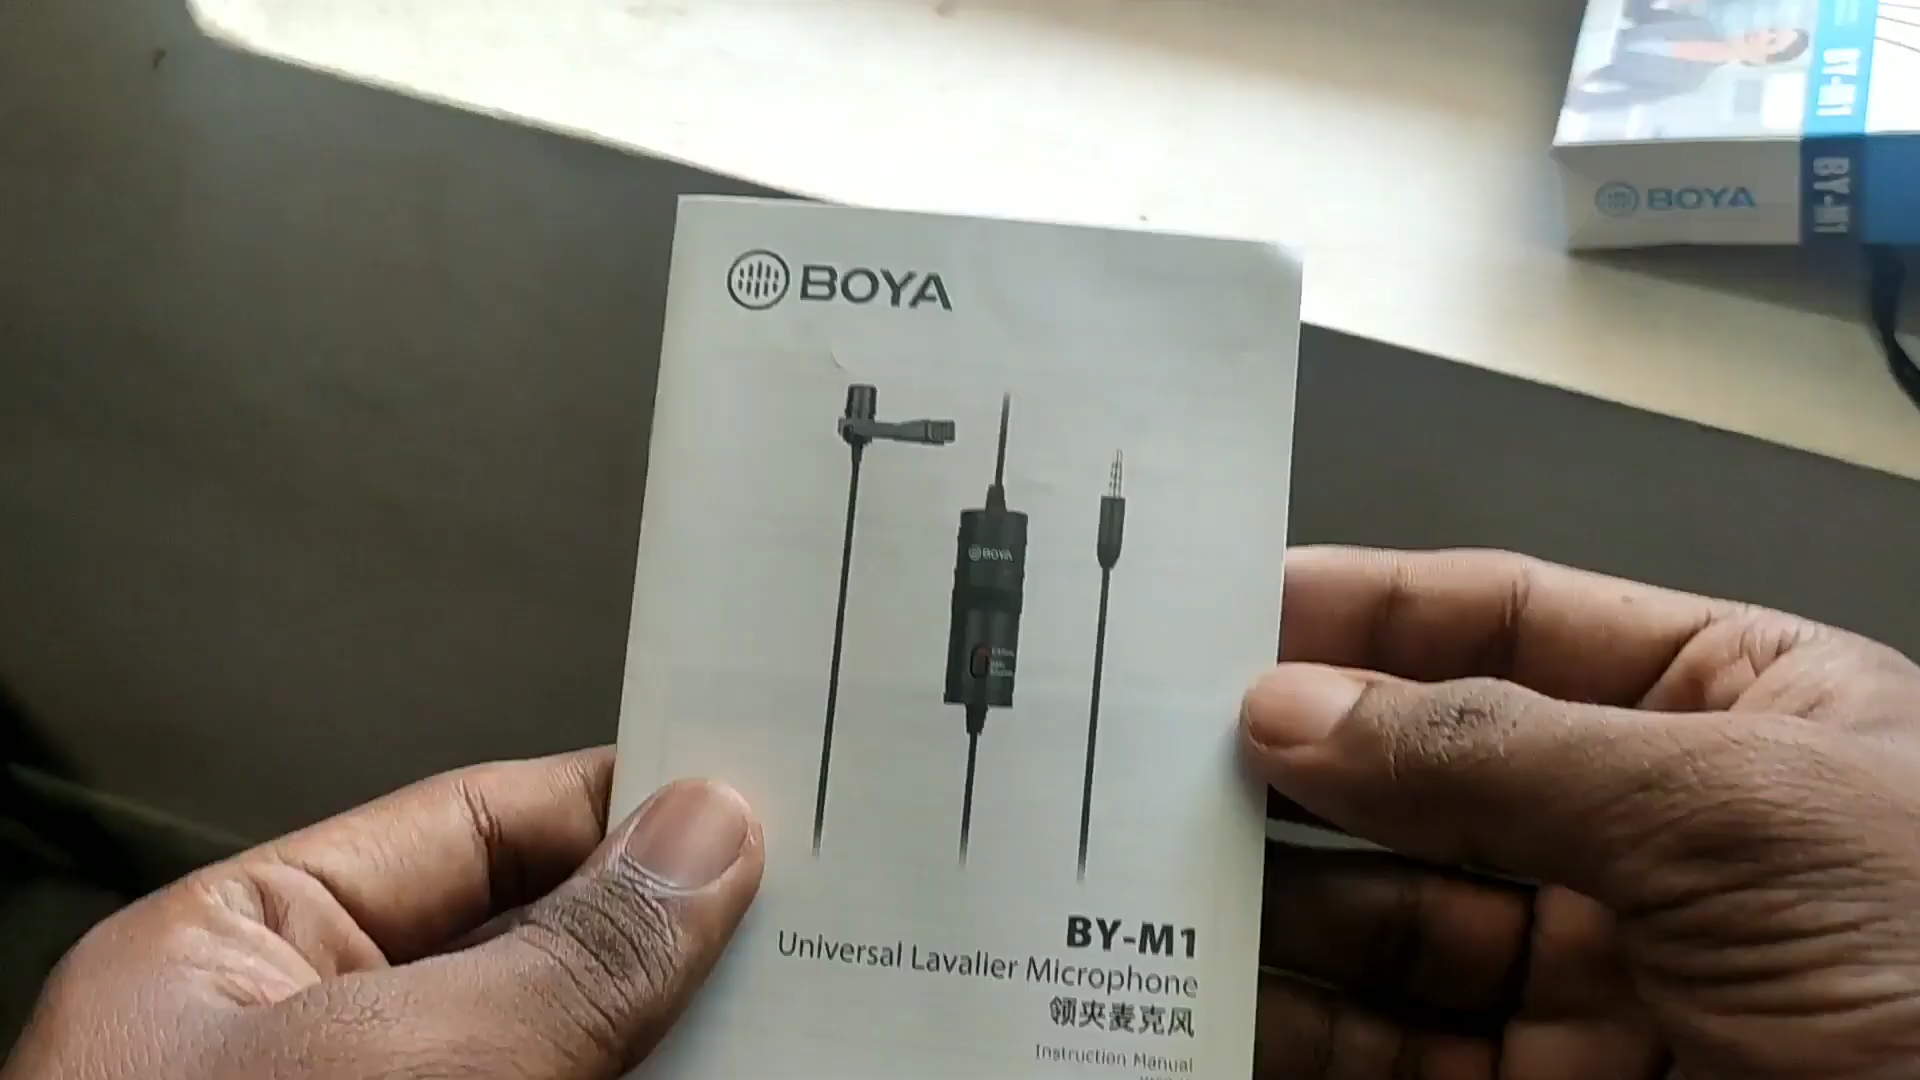 BY-M1
BOYA
BY-M1
BOYA
BOYA
BY-M1
Universal Lavalier Microphone
领夹麦克风
Instruction Manual